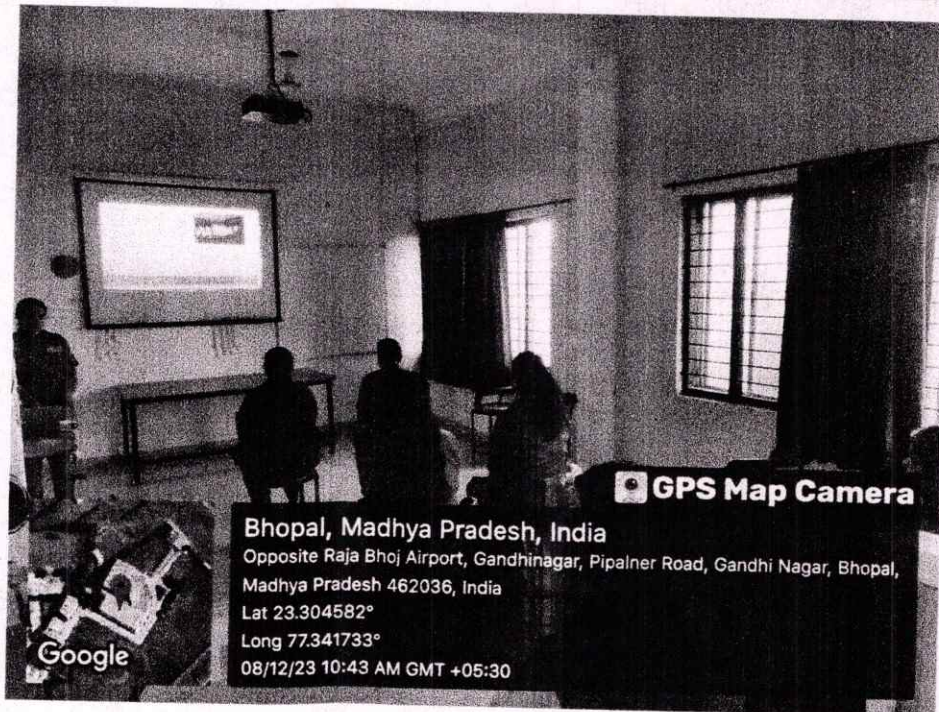 GPS Map Camera
Bhopal, Madhya Pradesh, India
Opposite Raja Bhoj Airport, Gandhinagar, Pipalner Road, Gandhi Nagar, Bhopal,
Madhya Pradesh 462036, India
Lat 23.304582°
Long 77.341733°
08/12/23 10:43 AM GMT +05:30
Google